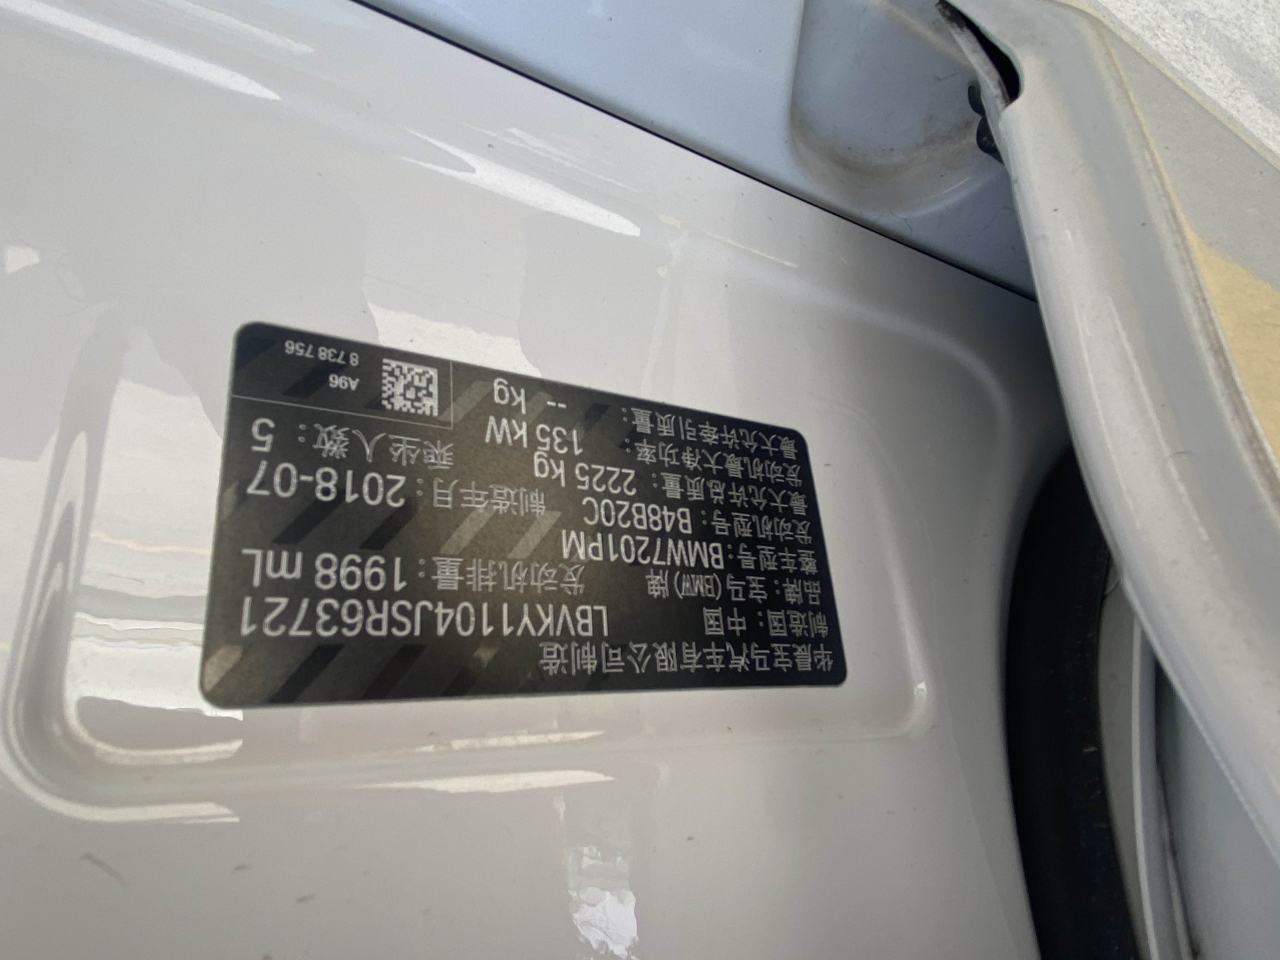 华晨宝马汽车有限公司制造
制造国：中国 LBVKY1104JSR63721
品牌：宝马(BMW)牌
整车型号：BMW7201PM 发动机排量：1998 mL
发动机型号：B48B20C
最大允许总质量：2225 kg 制造年月：2018-07
发动机最大净功率：135 kW 乘坐人数：5
最大允许牵引质量：-- kg
A96
8 738 756